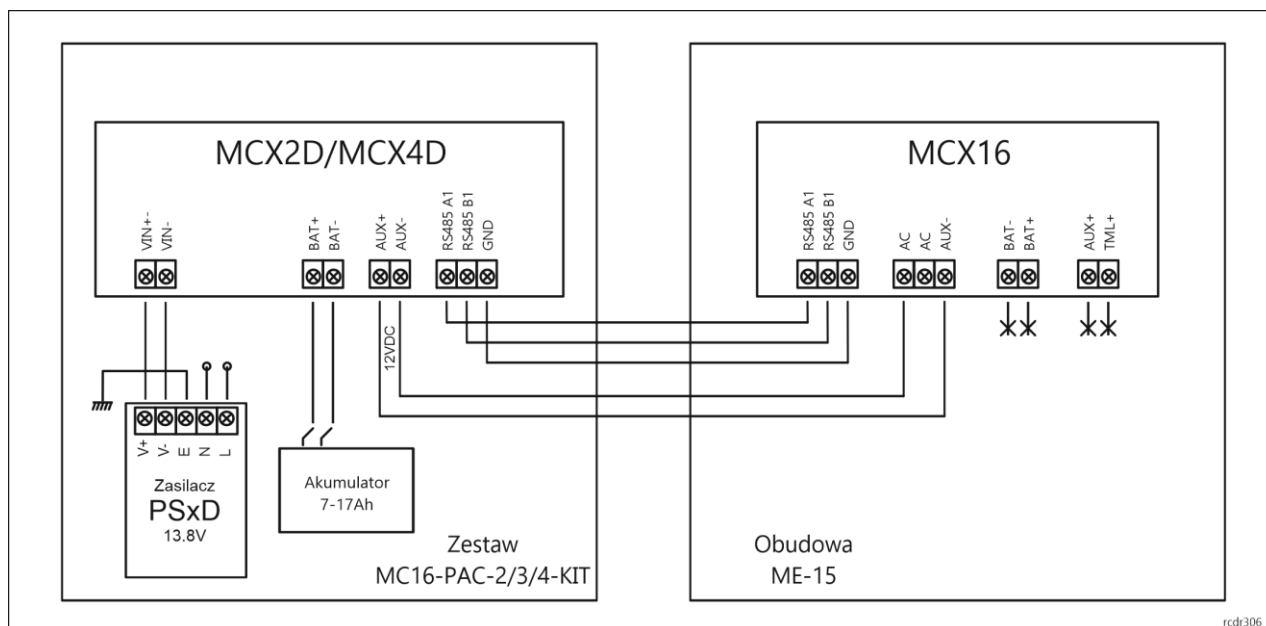 MCX2D/MCX4D
VIN+-
VIN-
BAT+
BAT-
AUX+
AUX-
RS485 A1
RS485 B1
GND
12VDC
V+
V-
E
N
L
Zasilacz
PSxD
13.8V
Akumulator
7-17Ah
Zestaw
MC16-PAC-2/3/4-KIT
MCX16
RS485 A1
RS485 B1
GND
AC
AC
AUX-
BAT-
BAT+
AUX+
TML+
Obudowa
ME-15
rcdr306